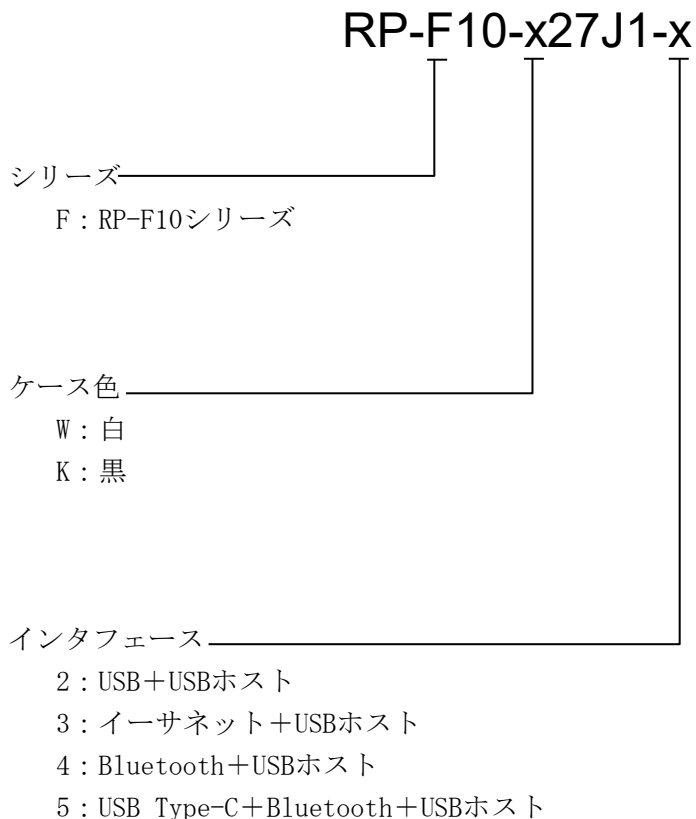 RP-F10-x27J1-x
シリーズ
F：RP-F10シリーズ
ケース色
W：白
K：黒
インタフェース
2：USB＋USBホスト
3：イーサネット＋USBホスト
4：Bluetooth＋USBホスト
5：USB Type-C＋Bluetooth＋USBホスト